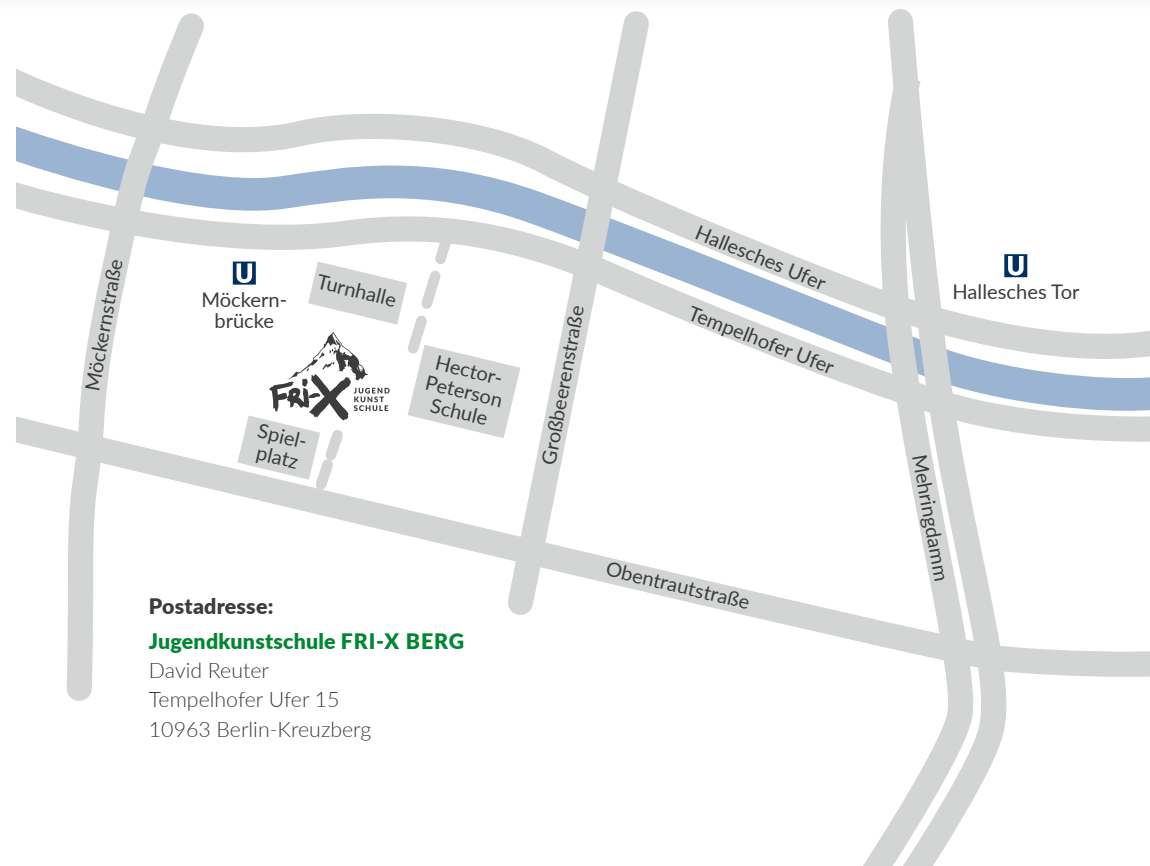 Hallesches Ufer
U
Hallesches Tor
U
Möckern-
brücke
Möckernstraße
Turnhalle
Tempelhofer Ufer
Großbeerenstraße
FRi-X
JUGEND
KUNST
SCHULE
Hector-
Peterson
Schule
Spiel-
platz
Mehringdamm
Obentrautstraße
Postadresse:
Jugendkunstschule FRI-X BERG
David Reuter
Tempelhofer Ufer 15
10963 Berlin-Kreuzberg